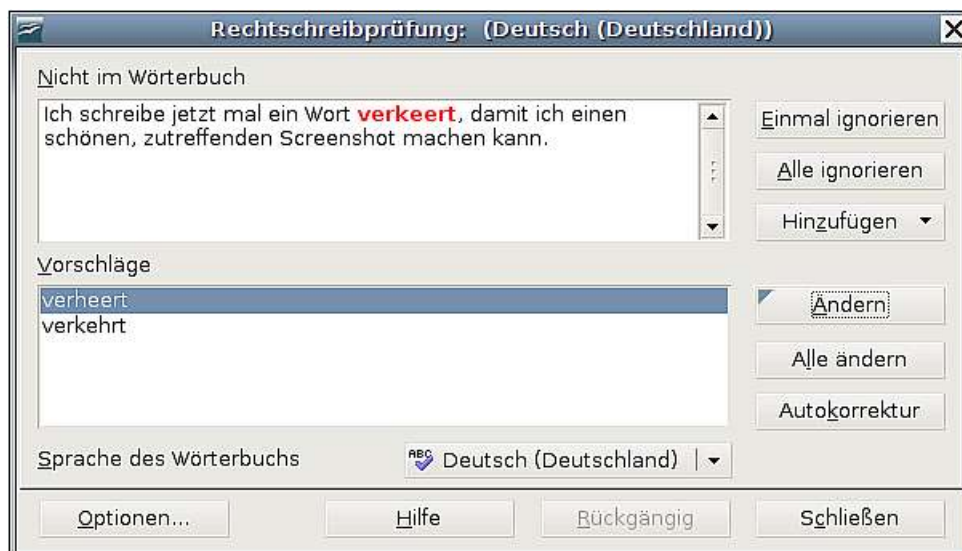 Rechtschreibprüfung: (Deutsch (Deutschland))
Nicht im Wörterbuch
Ich schreibe jetzt mal ein Wort verkeert, damit ich einen
schönen, zutreffenden Screenshot machen kann.
Einmal ignorieren
Alle ignorieren
Hinzufügen
Vorschläge
verheert
verkehrt
Ändern
Alle ändern
Autokorrektur
Sprache des Wörterbuchs
ABC Deutsch (Deutschland)
Optionen...
Hilfe
Rückgängig
Schließen